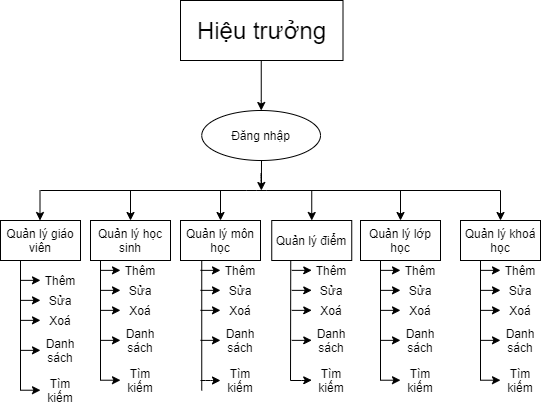 Hiệu trưởng
Đăng nhập
Quản lý giáo
viên
Thêm
Sửa
Xoá
Danh
sách
Tìm
kiếm
Quản lý học
sinh
Thêm
Sửa
Xoá
Danh
sách
Tìm
kiếm
Quản lý môn
học
Thêm
Sửa
Xoá
Danh
sách
Tìm
kiếm
Quản lý điểm
Thêm
Sửa
Xoá
Danh
sách
Tìm
kiếm
Quản lý lớp
học
Thêm
Sửa
Xoá
Danh
sách
Tìm
kiếm
Quản lý khoá
học
Thêm
Sửa
Xoá
Danh
sách
Tìm
kiếm